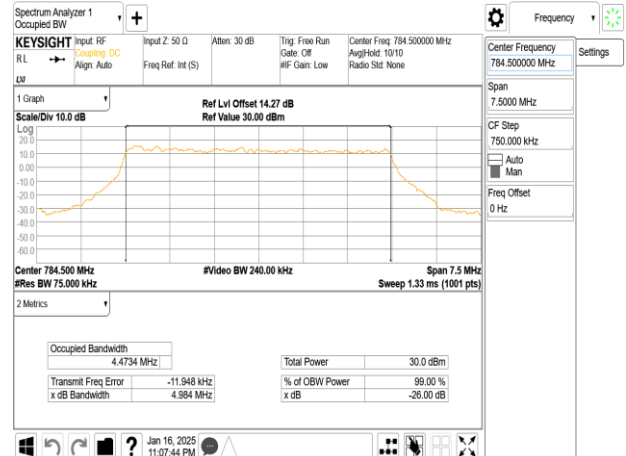 Spectrum Analyzer 1
Occupied BW
+
KEYSIGHT
RL
LXI
Input: RF
Coupling: DC
Align: Auto
Input Z: 50 Ω
Freq Ref: Int (S)
Atten: 30 dB
Trig: Free Run
Gate: Off
#IF Gain: Low
Center Freq: 784.500000 MHz
Avg|Hold: 10/10
Radio Std: None
1 Graph
Scale/Div 10.0 dB
Ref Lvl Offset 14.27 dB
Ref Value 30.00 dBm
Log
20.0
10.0
0.00
-10.0
-20.0
-30.0
-40.0
-50.0
-60.0
Center 784.500 MHz
#Res BW 75.000 kHz
#Video BW 240.00 kHz
Span 7.5 MHz
Sweep 1.33 ms (1001 pts)
2 Metrics
Occupied Bandwidth
4.4734 MHz
Total Power 30.0 dBm
Transmit Freq Error -11.948 kHz
% of OBW Power 99.00 %
x dB Bandwidth 4.984 MHz
x dB -26.00 dB
?
Jan 16, 2025
11:07:44 PM
Frequency
Settings
Center Frequency
784.500000 MHz
Span
7.5000 MHz
CF Step
750.000 kHz
Auto
Man
Freq Offset
0 Hz